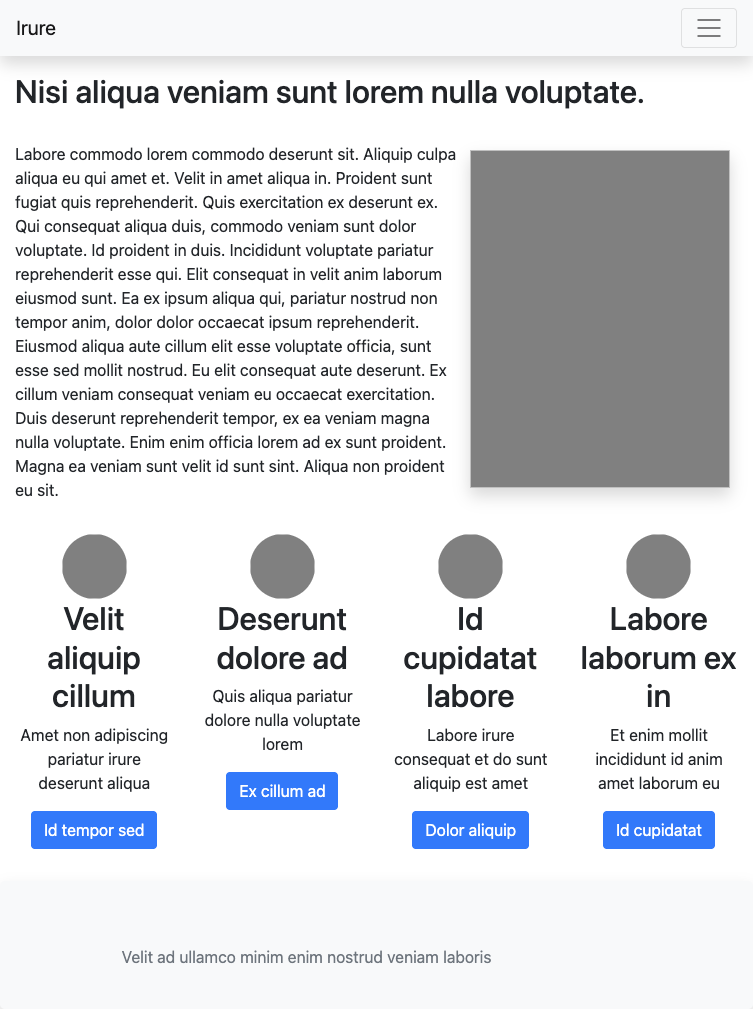 Irure
Nisi aliqua veniam sunt lorem nulla voluptate.
Labore commodo lorem commodo deserunt sit. Aliquip culpa
aliqua eu qui amet et. Velit in amet aliqua in. Proident sunt
fugiat quis reprehenderit. Quis exercitation ex deserunt ex.
Qui consequat aliqua duis, commodo veniam sunt dolor
voluptate. Id proident in duis. Incididunt voluptate pariatur
reprehenderit esse qui. Elit consequat in velit anim laborum
eiusmod sunt. Ea ex ipsum aliqua qui, pariatur nostrud non
tempor anim, dolor dolor occaecat ipsum reprehenderit.
Eiusmod aliqua aute cillum elit esse voluptate officia, sunt
esse sed mollit nostrud. Eu elit consequat aute deserunt. Ex
cillum veniam consequat veniam eu occaecat exercitation.
Duis deserunt reprehenderit tempor, ex ea veniam magna
nulla voluptate. Enim enim officia lorem ad ex sunt proident.
Magna ea veniam sunt velit id sunt sint. Aliqua non proident
eu sit.
Velit
aliquip
cillum
Amet non adipiscing
pariatur irure
deserunt aliqua
Id tempor sed
Deserunt
dolore ad
Quis aliqua pariatur
dolore nulla voluptate
lorem
Ex cillum ad
Id
cupidatat
labore
Labore irure
consequat et do sunt
aliquip est amet
Dolor aliquip
Labore
laborum ex
in
Et enim mollit
incididunt id anim
amet laborum eu
Id cupidatat
Velit ad ullamco minim enim nostrud veniam laboris